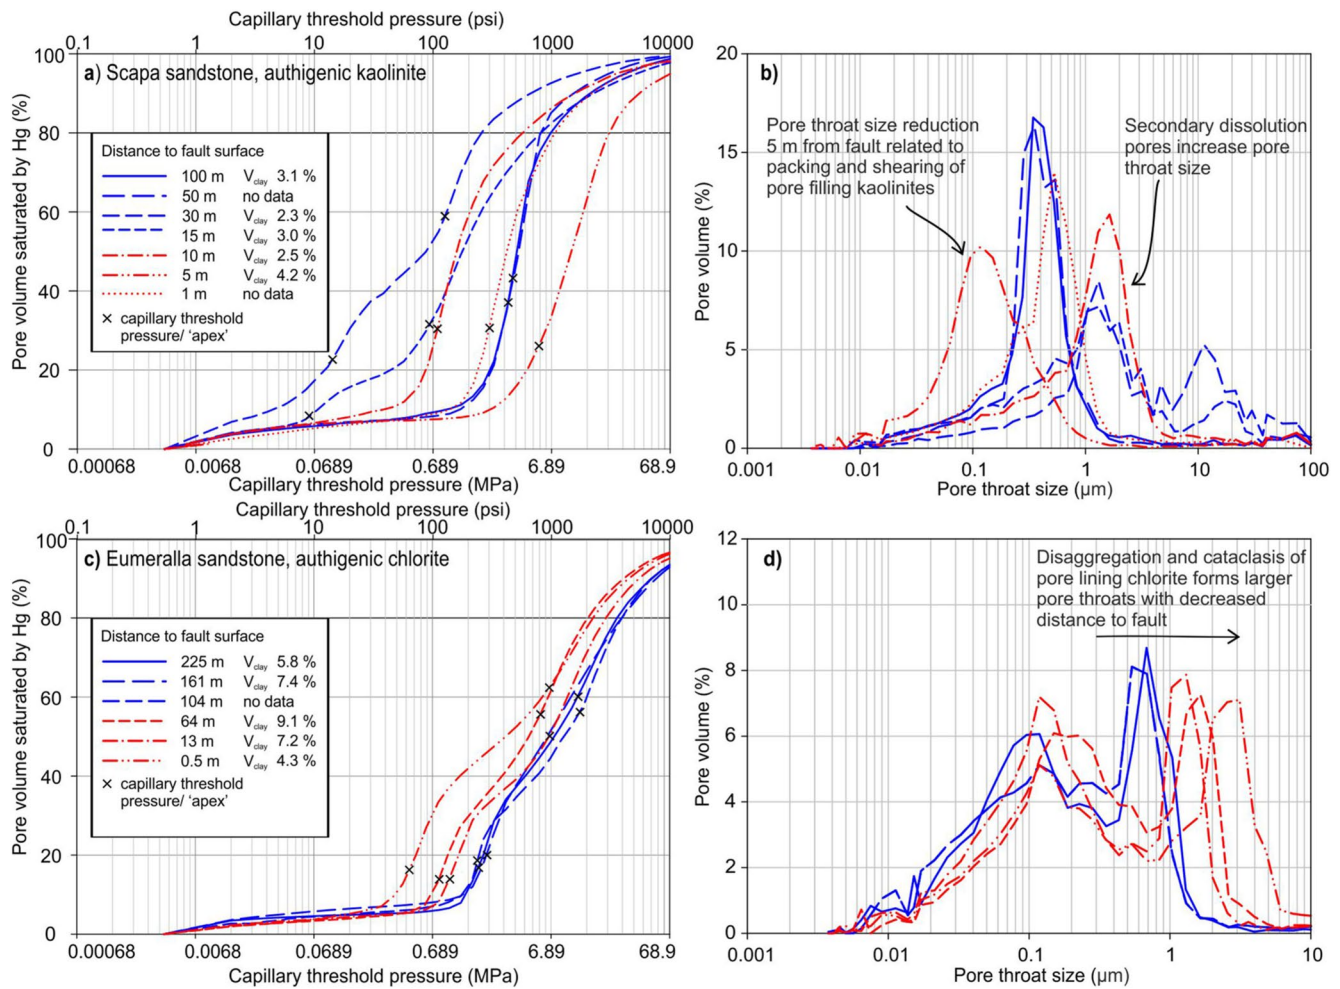 Capillary threshold pressure (psi)
0.1 1 10 100 1000 10000
100
80
60
40
20
0
Pore volume saturated by Hg (%)
a) Scapa sandstone, authigenic kaolinite
Distance to fault surface
100 m Vclay 3.1 %
50 m no data
30 m Vclay 2.3 %
15 m Vclay 3.0 %
10 m Vclay 2.5 %
5 m Vclay 4.2 %
1 m no data
× capillary threshold
pressure/ ‘apex’
0.00068 0.0068 0.0689 0.689 6.89 68.9
Capillary threshold pressure (MPa)
b)
20
15
10
5
0
Pore volume (%)
Pore throat size reduction
5 m from fault related to
packing and shearing of
pore filling kaolinites
Secondary dissolution
pores increase pore
throat size
0.001 0.01 0.1 1 10 100
Pore throat size (µm)
Capillary threshold pressure (psi)
0.1 1 10 100 1000 10000
100
80
60
40
20
0
Pore volume saturated by Hg (%)
c) Eumeralla sandstone, authigenic chlorite
Distance to fault surface
225 m Vclay 5.8 %
161 m Vclay 7.4 %
104 m no data
64 m Vclay 9.1 %
13 m Vclay 7.2 %
0.5 m Vclay 4.3 %
× capillary threshold
pressure/ ‘apex’
0.00068 0.0068 0.0689 0.689 6.89 68.9
Capillary threshold pressure (MPa)
d)
12
10
8
6
4
2
0
Pore volume (%)
Disaggregation and cataclasis of
pore lining chlorite forms larger
pore throats with decreased
distance to fault
0.001 0.01 0.1 1 10
Pore throat size (µm)